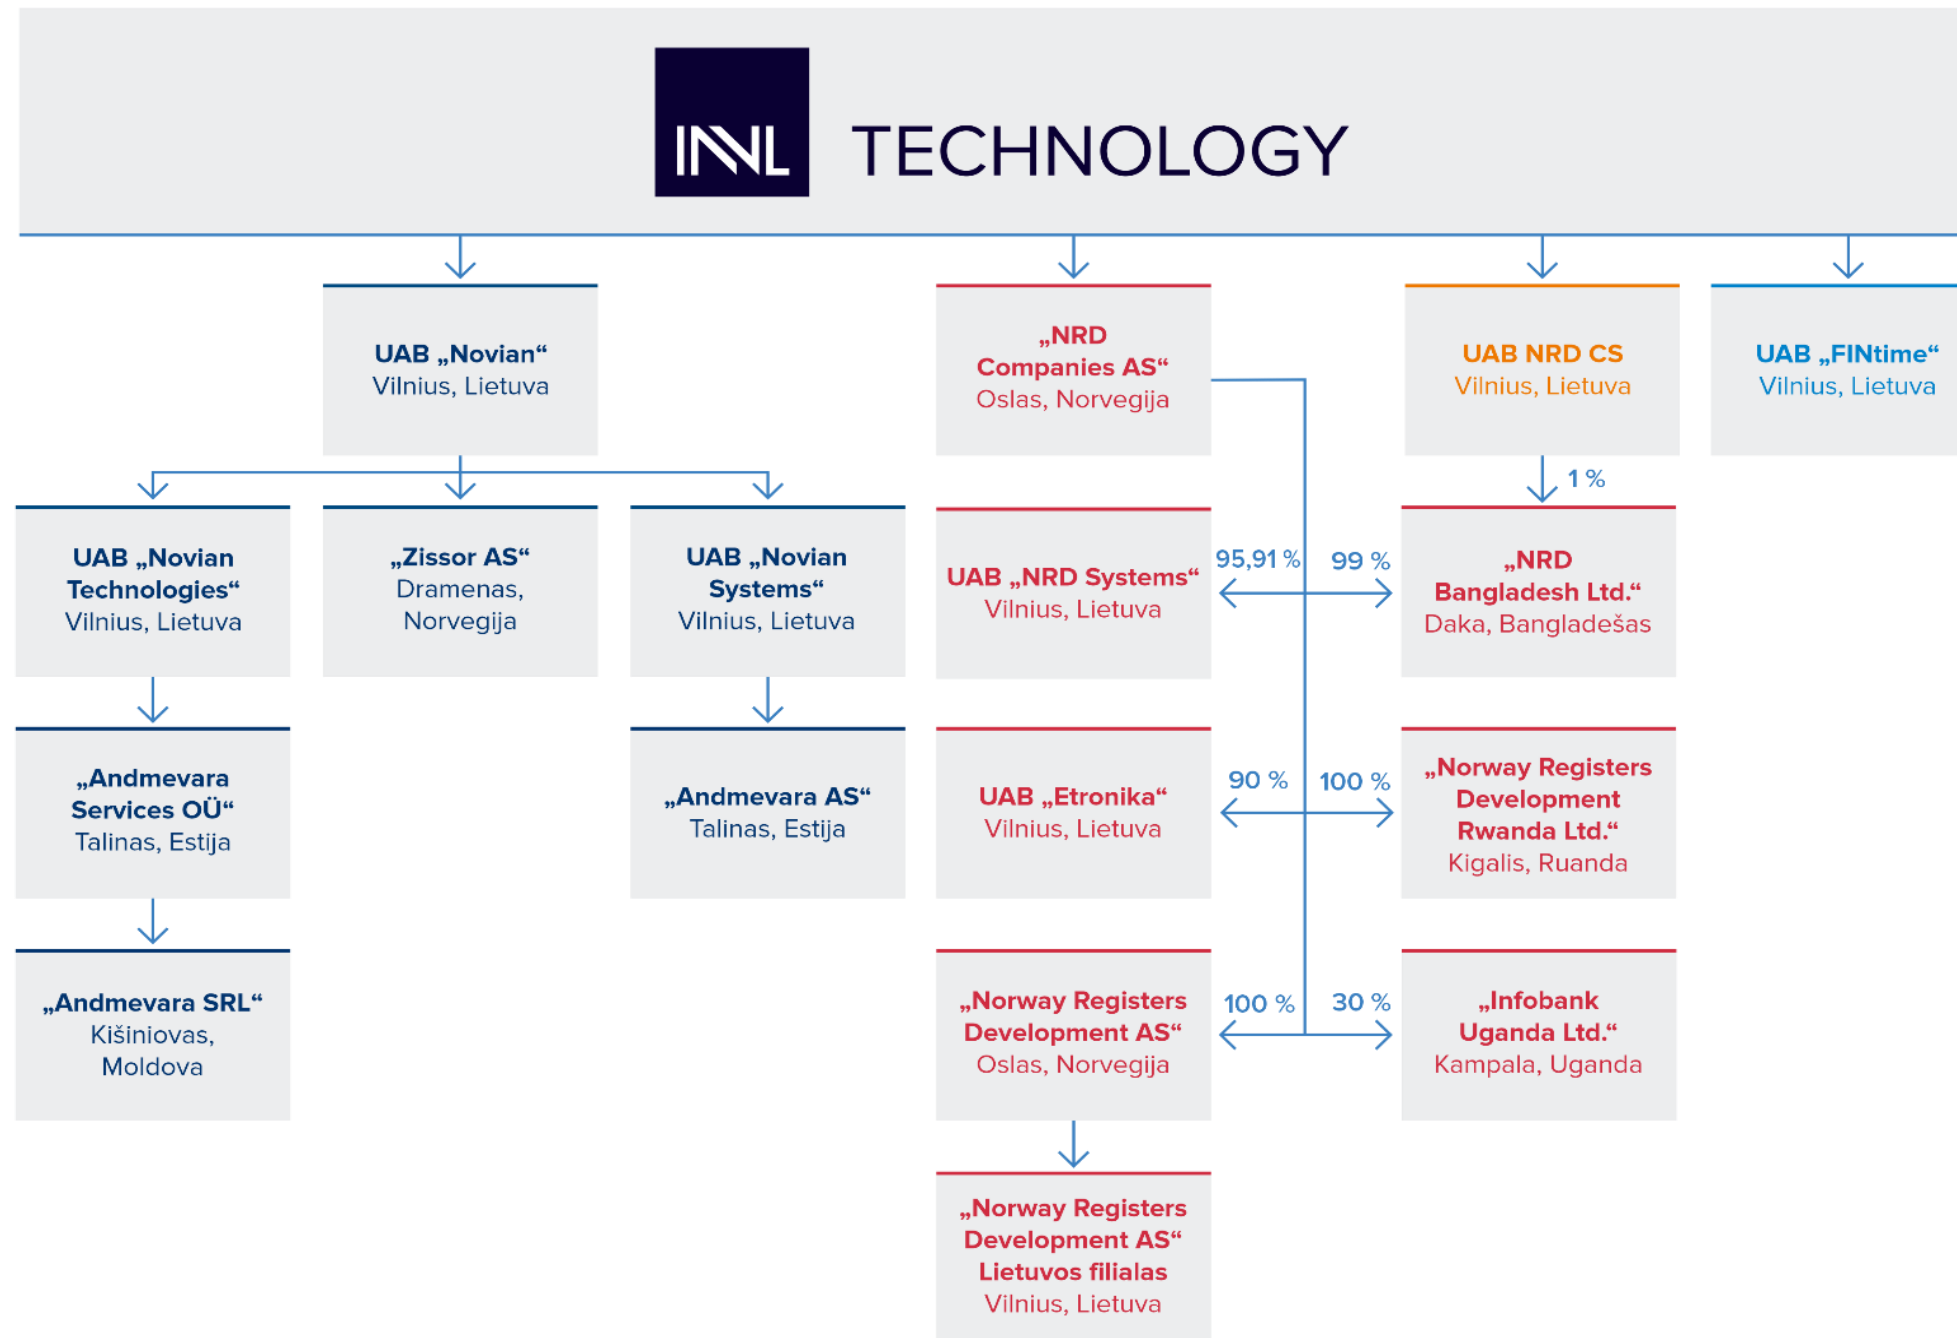 INVL TECHNOLOGY
UAB „Novian“
Vilnius, Lietuva
„NRD
Companies AS“
Oslas, Norvegija
UAB NRD CS
Vilnius, Lietuva
UAB „FINtime“
Vilnius, Lietuva
1 %
UAB „Novian
Technologies“
Vilnius, Lietuva
„Zissor AS“
Dramenas,
Norvegija
UAB „Novian
Systems“
Vilnius, Lietuva
UAB „NRD Systems“
Vilnius, Lietuva
95,91 %
99 %
„NRD
Bangladesh Ltd.“
Daka, Bangladešas
„Andmevara
Services OÜ“
Talinas, Estija
„Andmevara AS“
Talinas, Estija
UAB „Etronika“
Vilnius, Lietuva
90 %
100 %
„Norway Registers
Development
Rwanda Ltd.“
Kigalis, Ruanda
„Andmevara SRL“
Kišiniovas,
Moldova
„Norway Registers
Development AS“
Oslas, Norvegija
100 %
30 %
„Infobank
Uganda Ltd.“
Kampala, Uganda
„Norway Registers
Development AS“
Lietuvos filialas
Vilnius, Lietuva